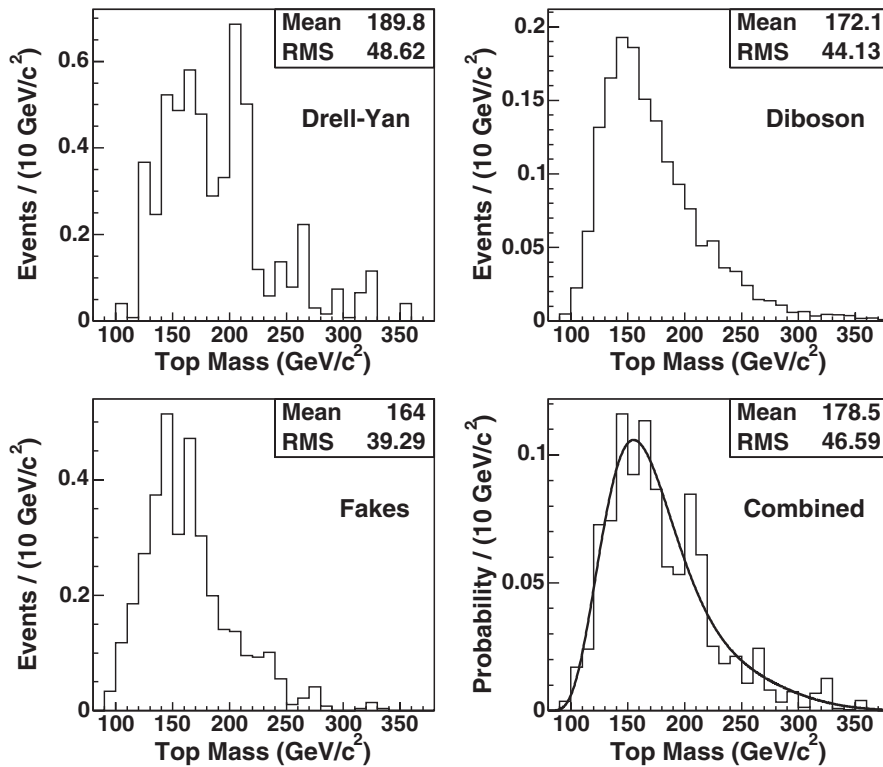 Mean 189.8
RMS 48.62
Drell-Yan
Events / (10 GeV/c²)
0.6
0.4
0.2
0
100 150 200 250 300 350
Top Mass (GeV/c²)
Mean 172.1
RMS 44.13
Diboson
Events / (10 GeV/c²)
0.2
0.15
0.1
0.05
0
100 150 200 250 300 350
Top Mass (GeV/c²)
Mean 164
RMS 39.29
Fakes
Events / (10 GeV/c²)
0.4
0.2
0
100 150 200 250 300 350
Top Mass (GeV/c²)
Mean 178.5
RMS 46.59
Combined
Probability / (10 GeV/c²)
0.1
0.05
0
100 150 200 250 300 350
Top Mass (GeV/c²)